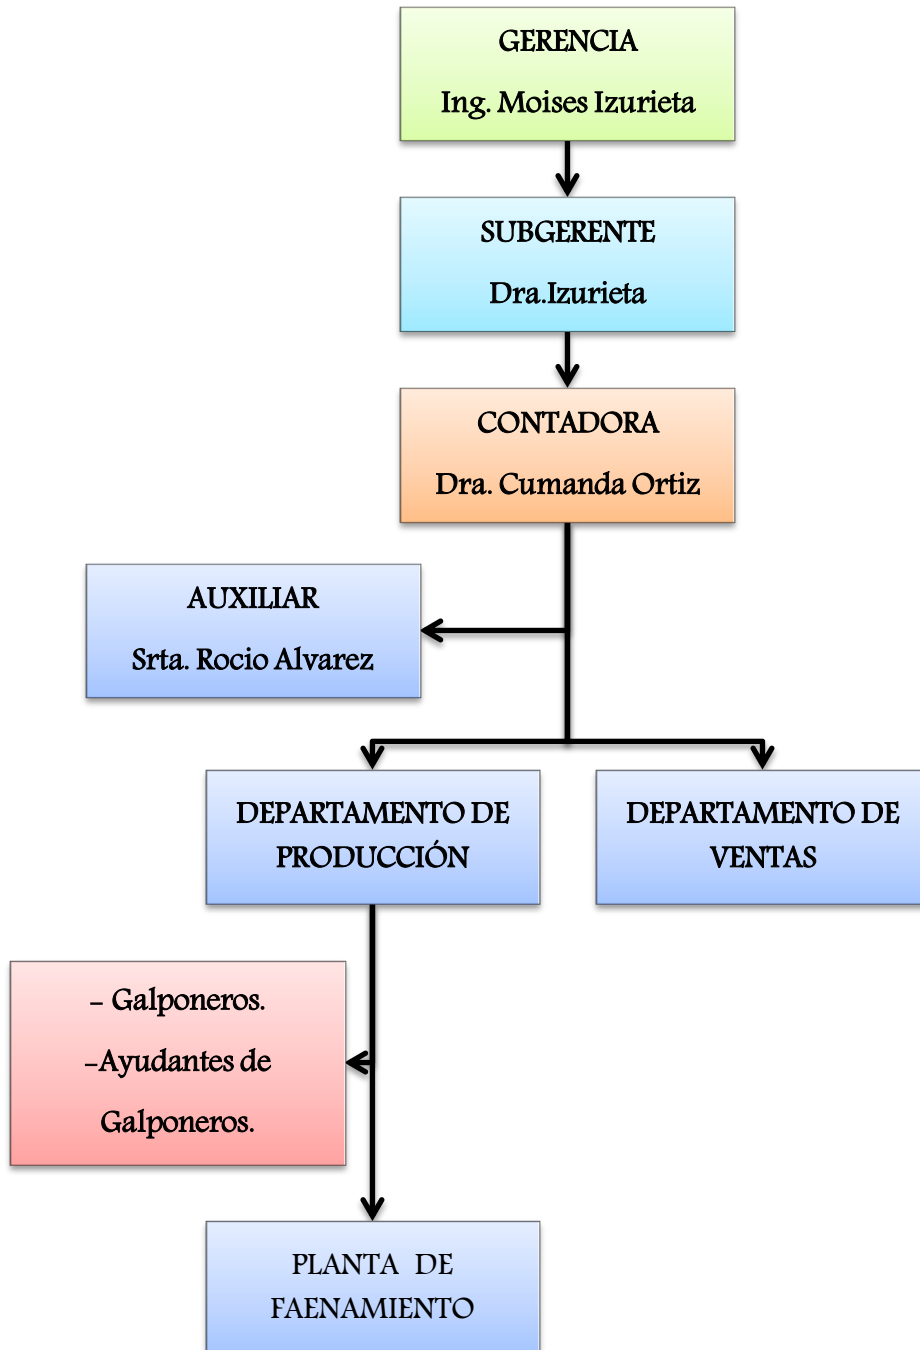 GERENCIA
Ing. Moises Izurieta
SUBGERENTE
Dra.Izurieta
CONTADORA
Dra. Cumanda Ortiz
AUXILIAR
Srta. Rocio Alvarez
DEPARTAMENTO DE
PRODUCCIÓN
DEPARTAMENTO DE
VENTAS
- Galponeros.
-Ayudantes de
Galponeros.
PLANTA DE
FAENAMIENTO